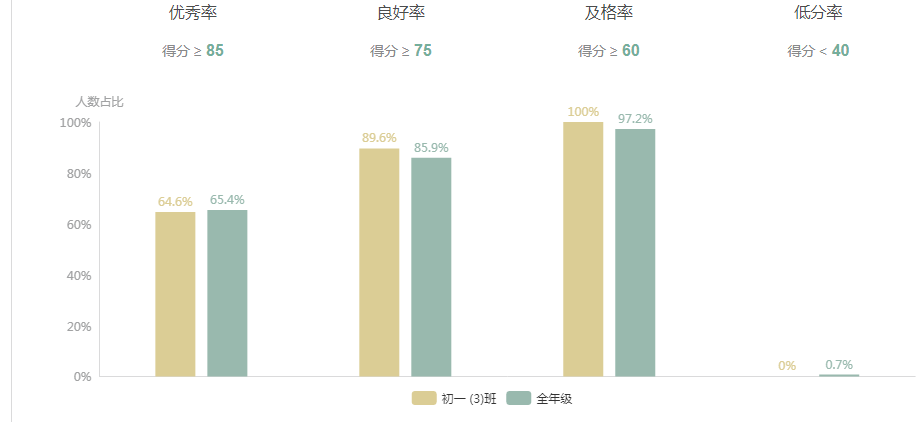 优秀率 良好率 及格率 低分率
得分 ≥ 85 得分 ≥ 75 得分 ≥ 60 得分 < 40
人数占比
100%
80%
60%
40%
20%
0%
64.6% 65.4% 89.6% 85.9% 100% 97.2% 0% 0.7%
初一 (3)班 全年级